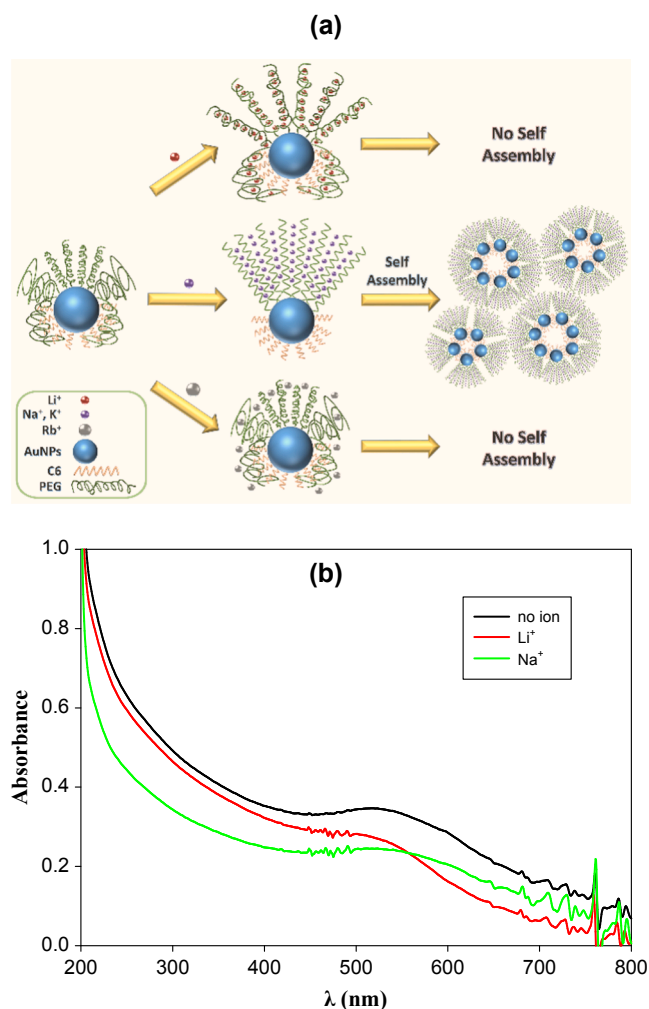 (a)
No Self
Assembly
Self
Assembly
Li⁺
Na⁺, K⁺
Rb⁺
AuNPs
C6
PEG
No Self
Assembly
(b)
1.0
0.8
0.6
0.4
0.2
0.0
Absorbance
no ion
Li⁺
Na⁺
200 300 400 500 600 700 800
λ (nm)